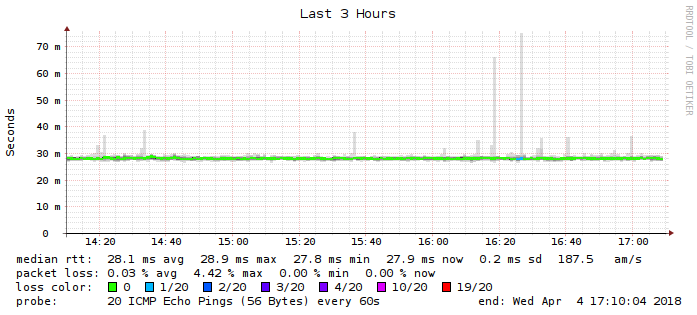 Last 3 Hours
RRDTOOL / TOBI OETIKER
Seconds
70 m
60 m
50 m
40 m
30 m
20 m
10 m
0
14:20 14:40 15:00 15:20 15:40 16:00 16:20 16:40 17:00
median rtt: 28.1 ms avg 28.9 ms max 27.8 ms min 27.9 ms now 0.2 ms sd 187.5 am/s
packet loss: 0.03 % avg 4.42 % max 0.00 % min 0.00 % now
loss color: 0 1/20 2/20 3/20 4/20 10/20 19/20
probe: 20 ICMP Echo Pings (56 Bytes) every 60s end: Wed Apr 4 17:10:04 2018